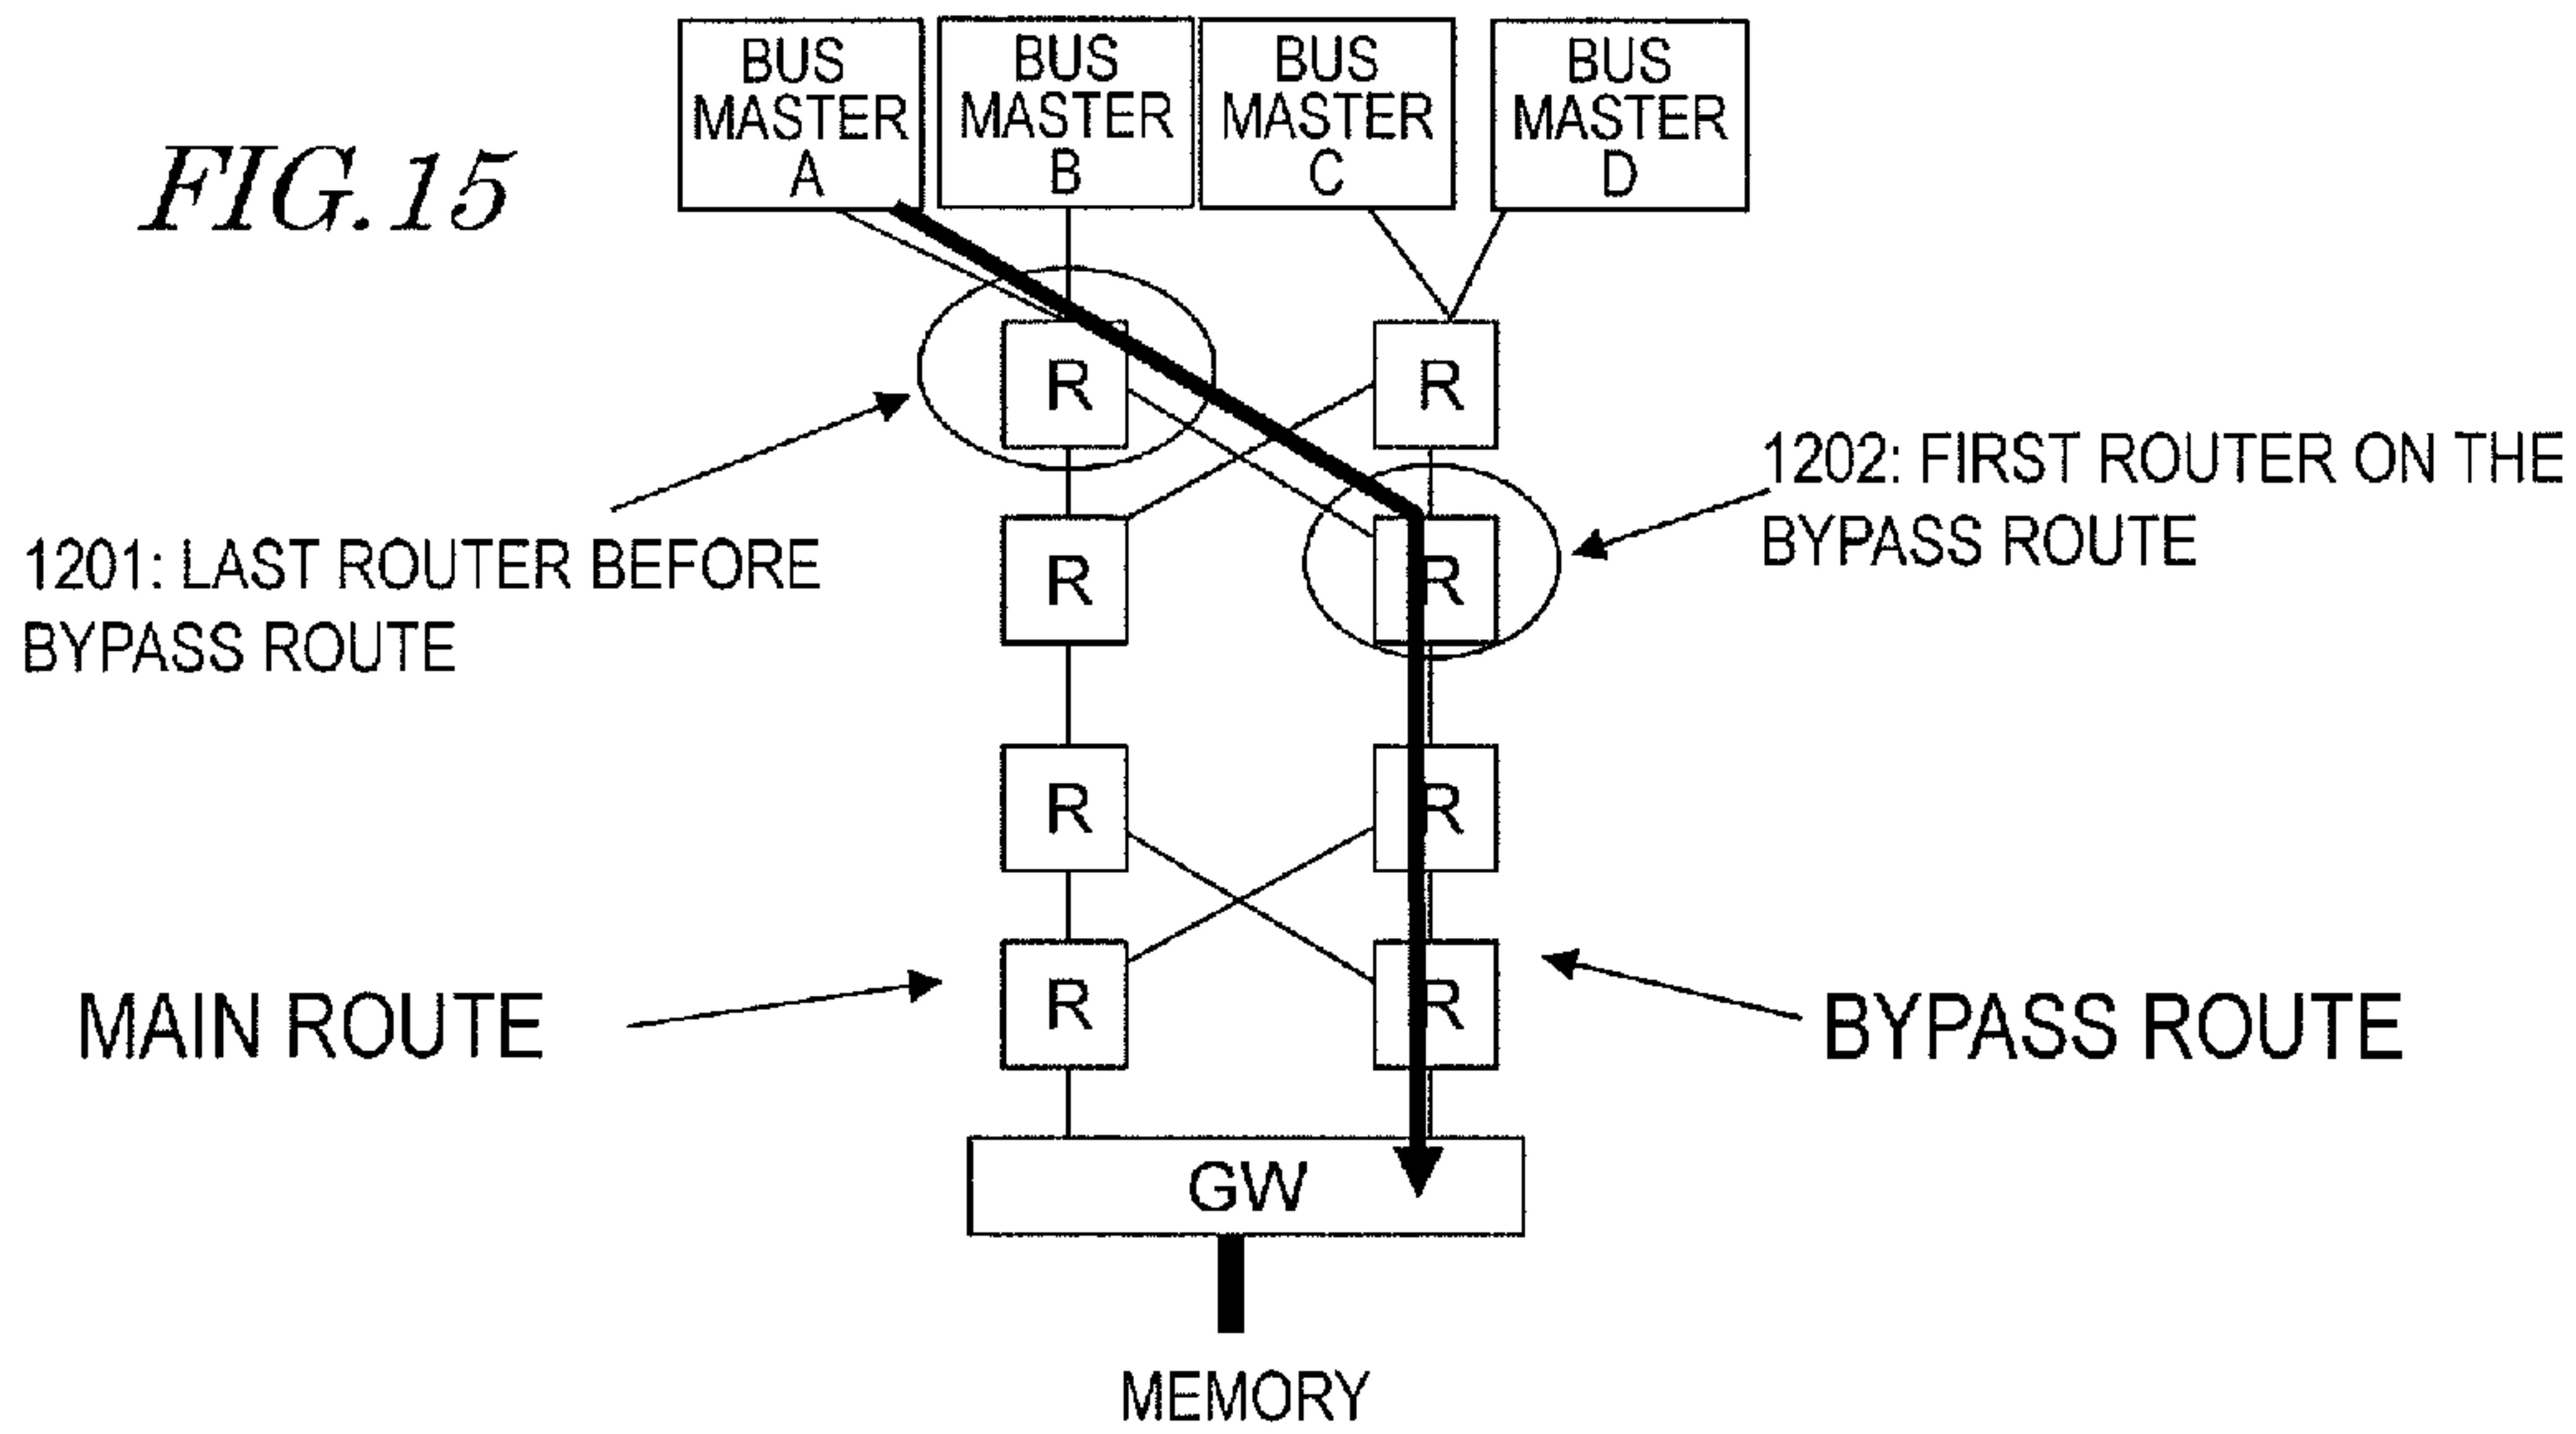 FIG.15
BUS
MASTER
A
BUS
MASTER
B
BUS
MASTER
C
BUS
MASTER
D
R
R
1201: LAST ROUTER BEFORE
BYPASS ROUTE
1202: FIRST ROUTER ON THE
BYPASS ROUTE
R
R
R
R
MAIN ROUTE
R
R
BYPASS ROUTE
GW
MEMORY